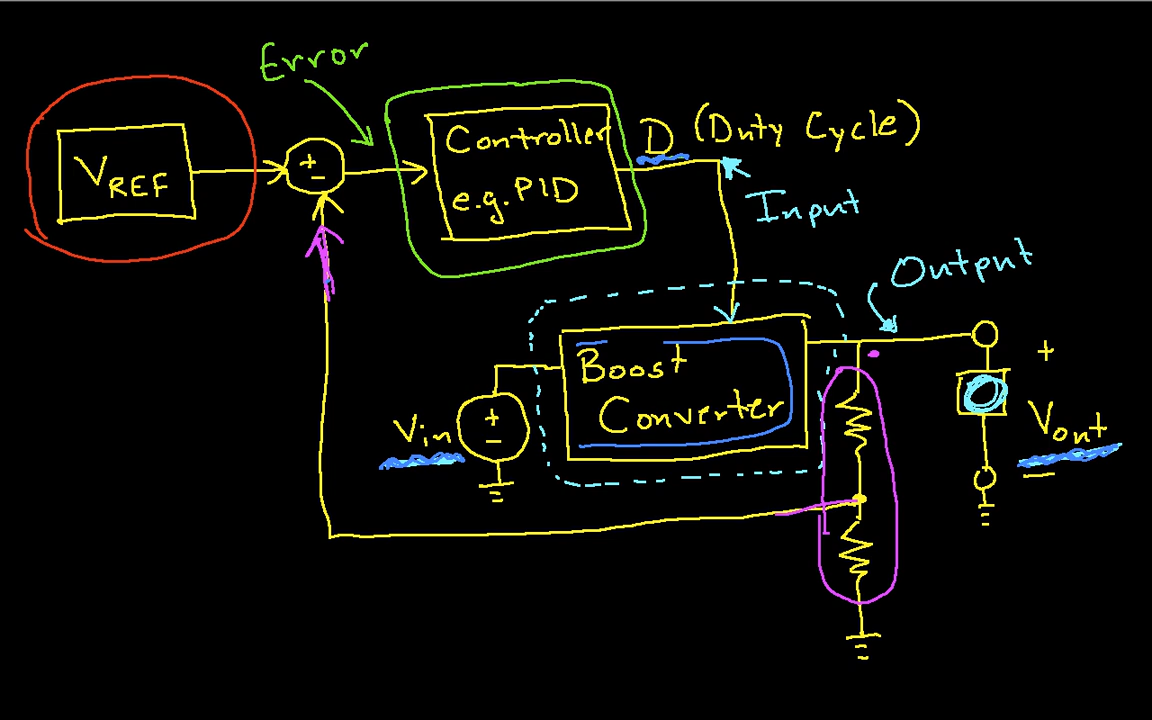 Error
VREF
+
-
Controller
e.g. PID
D (Duty Cycle)
Input
Output
Boost
Converter
Vin
+
-
+
Vout
-